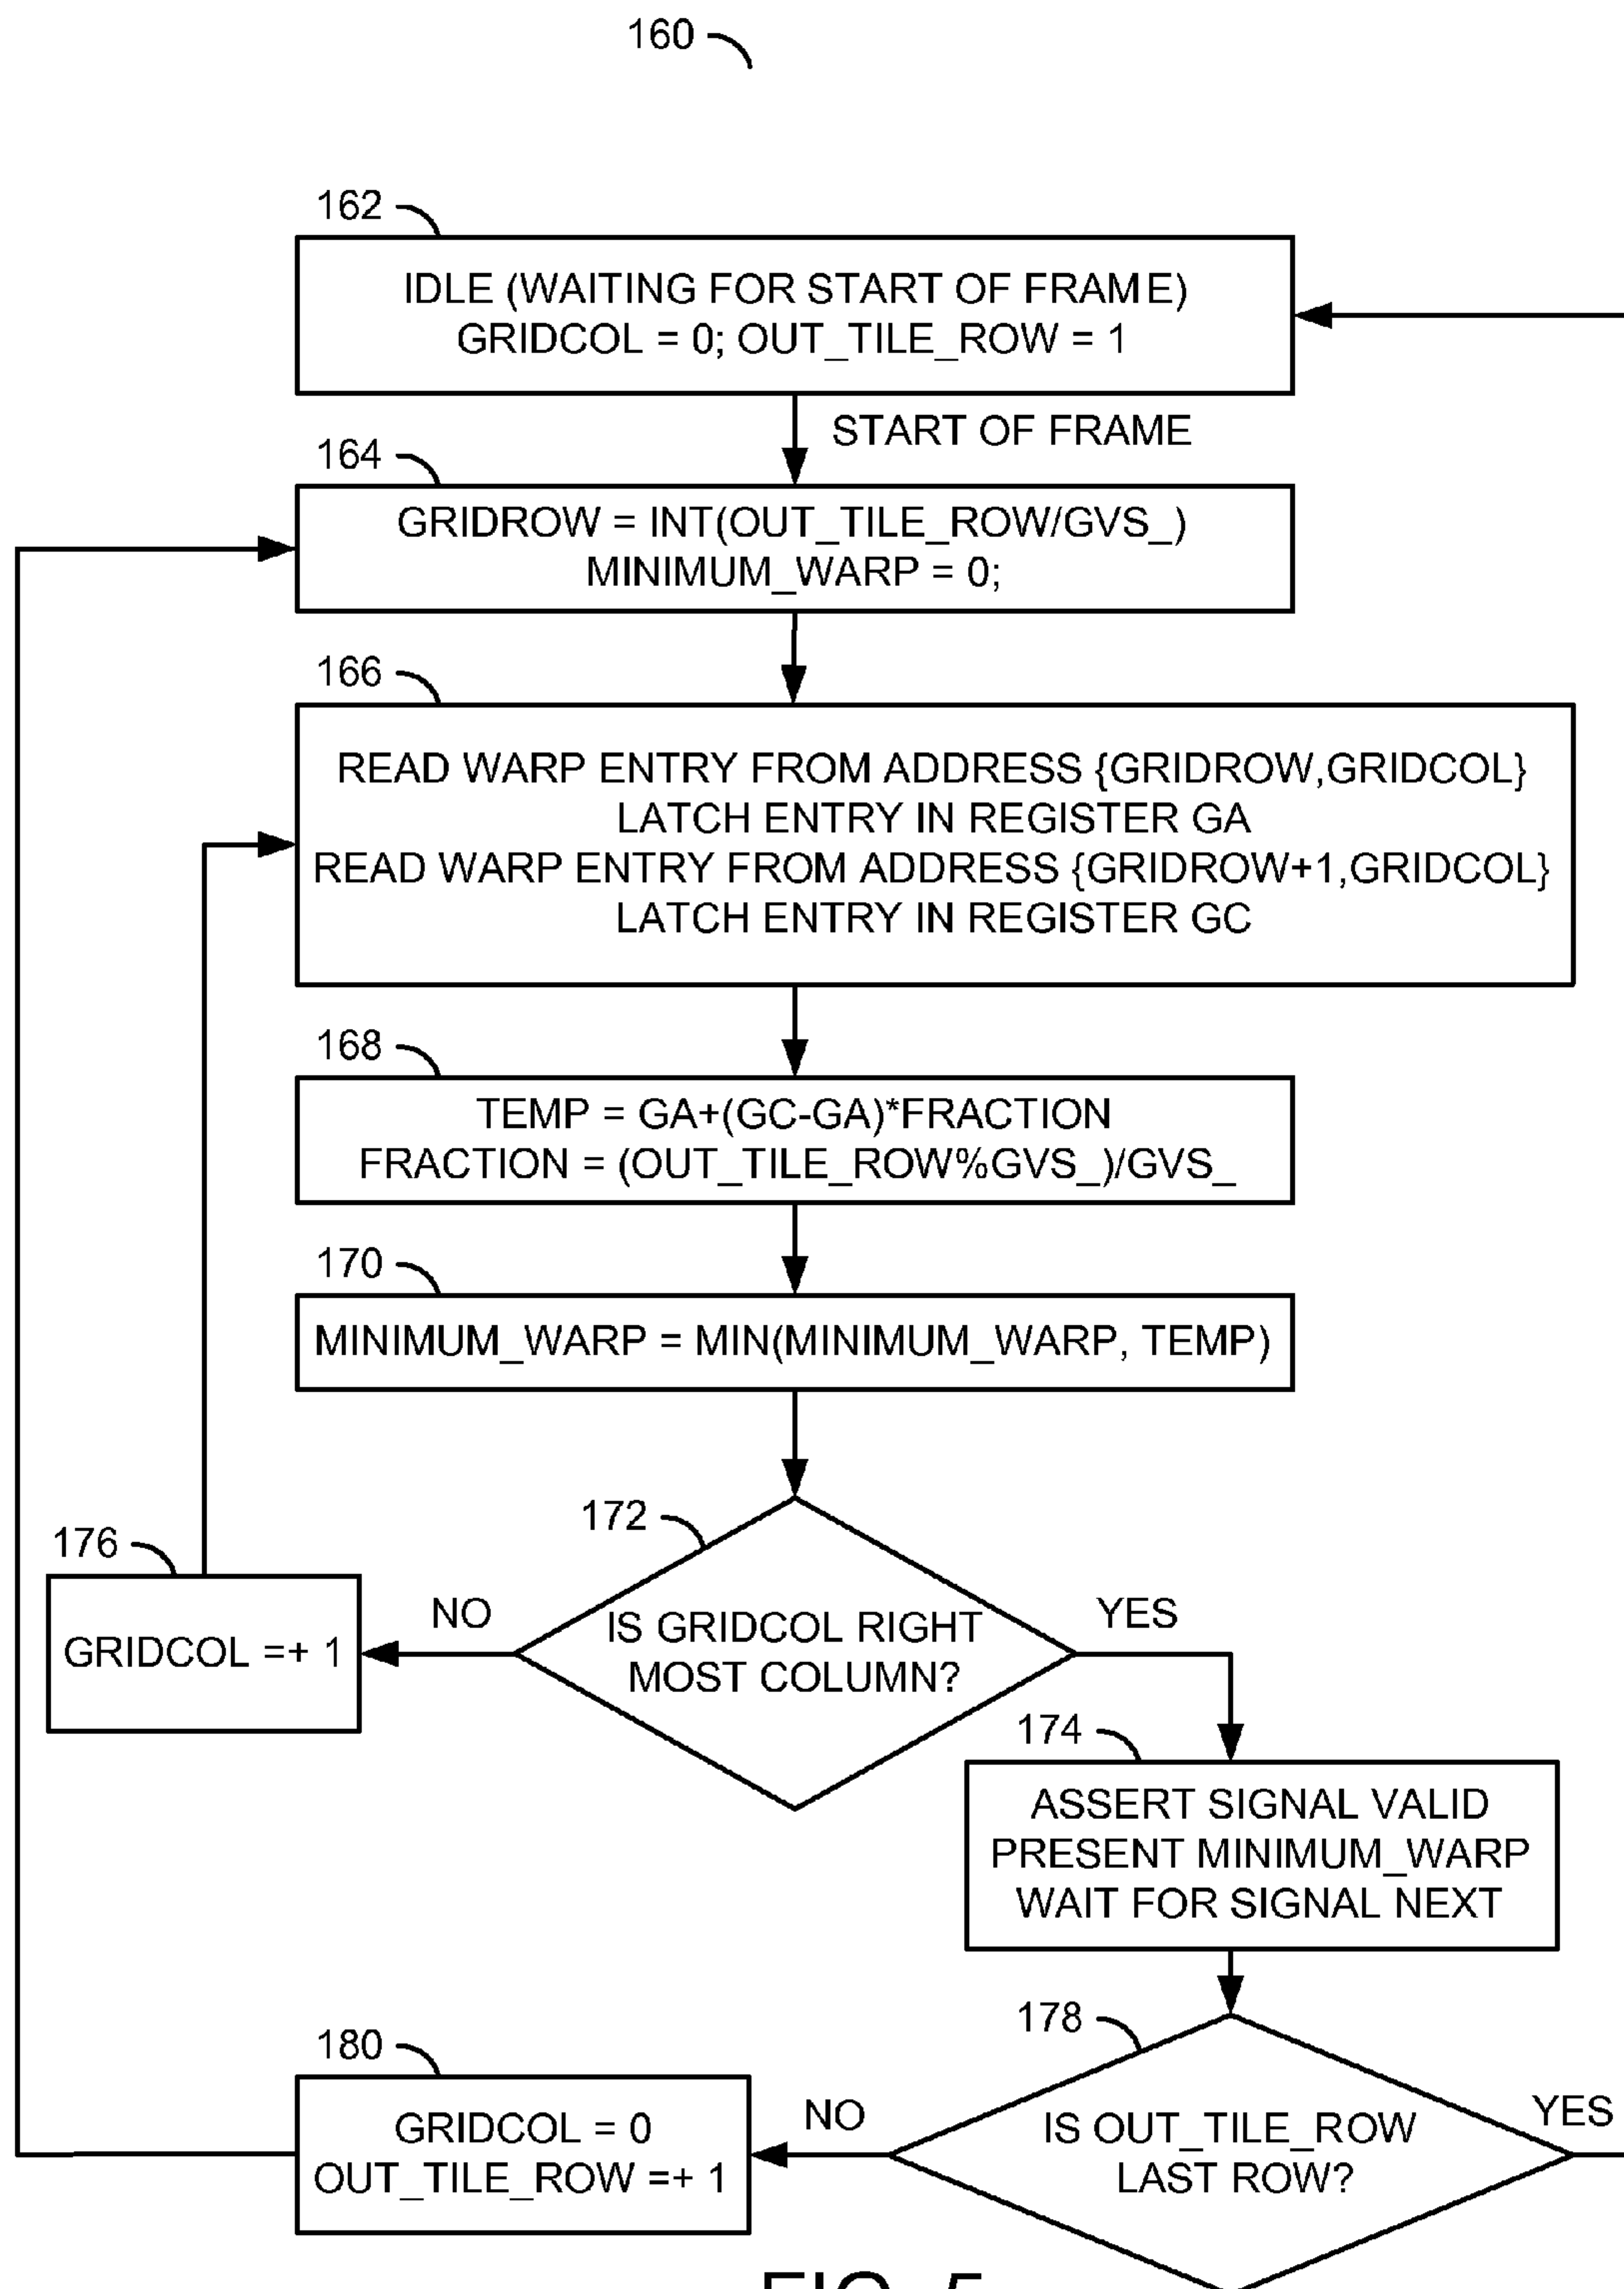 160
162
IDLE (WAITING FOR START OF FRAME)
GRIDCOL = 0; OUT_TILE_ROW = 1
START OF FRAME
164
GRIDROW = INT(OUT_TILE_ROW/GVS_)
MINIMUM_WARP = 0;
166
READ WARP ENTRY FROM ADDRESS {GRIDROW,GRIDCOL}
LATCH ENTRY IN REGISTER GA
READ WARP ENTRY FROM ADDRESS {GRIDROW+1,GRIDCOL}
LATCH ENTRY IN REGISTER GC
168
TEMP = GA+(GC-GA)*FRACTION
FRACTION = (OUT_TILE_ROW%GVS_)/GVS_
170
MINIMUM_WARP = MIN(MINIMUM_WARP, TEMP)
172
IS GRIDCOL RIGHT
MOST COLUMN?
NO
YES
176
GRIDCOL =+ 1
174
ASSERT SIGNAL VALID
PRESENT MINIMUM_WARP
WAIT FOR SIGNAL NEXT
178
IS OUT_TILE_ROW
LAST ROW?
NO
YES
180
GRIDCOL = 0
OUT_TILE_ROW =+ 1
FIG. 5